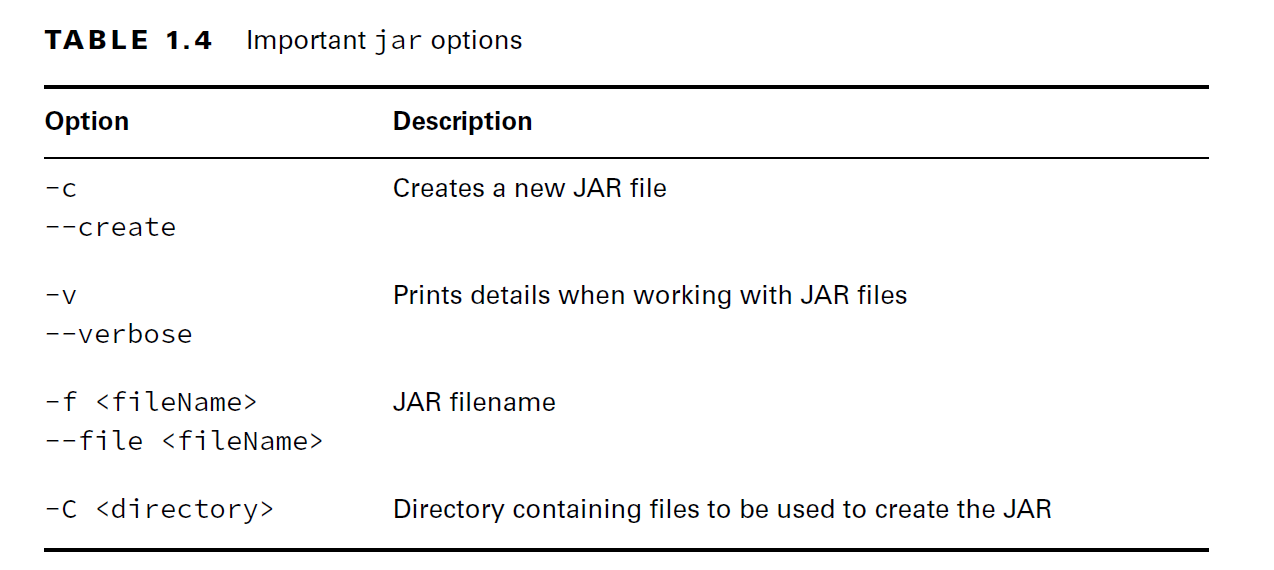 TABLE 1.4 Important jar options
Option Description
-c Creates a new JAR file
--create
-v Prints details when working with JAR files
--verbose
-f <fileName> JAR filename
--file <fileName>
-C <directory> Directory containing files to be used to create the JAR